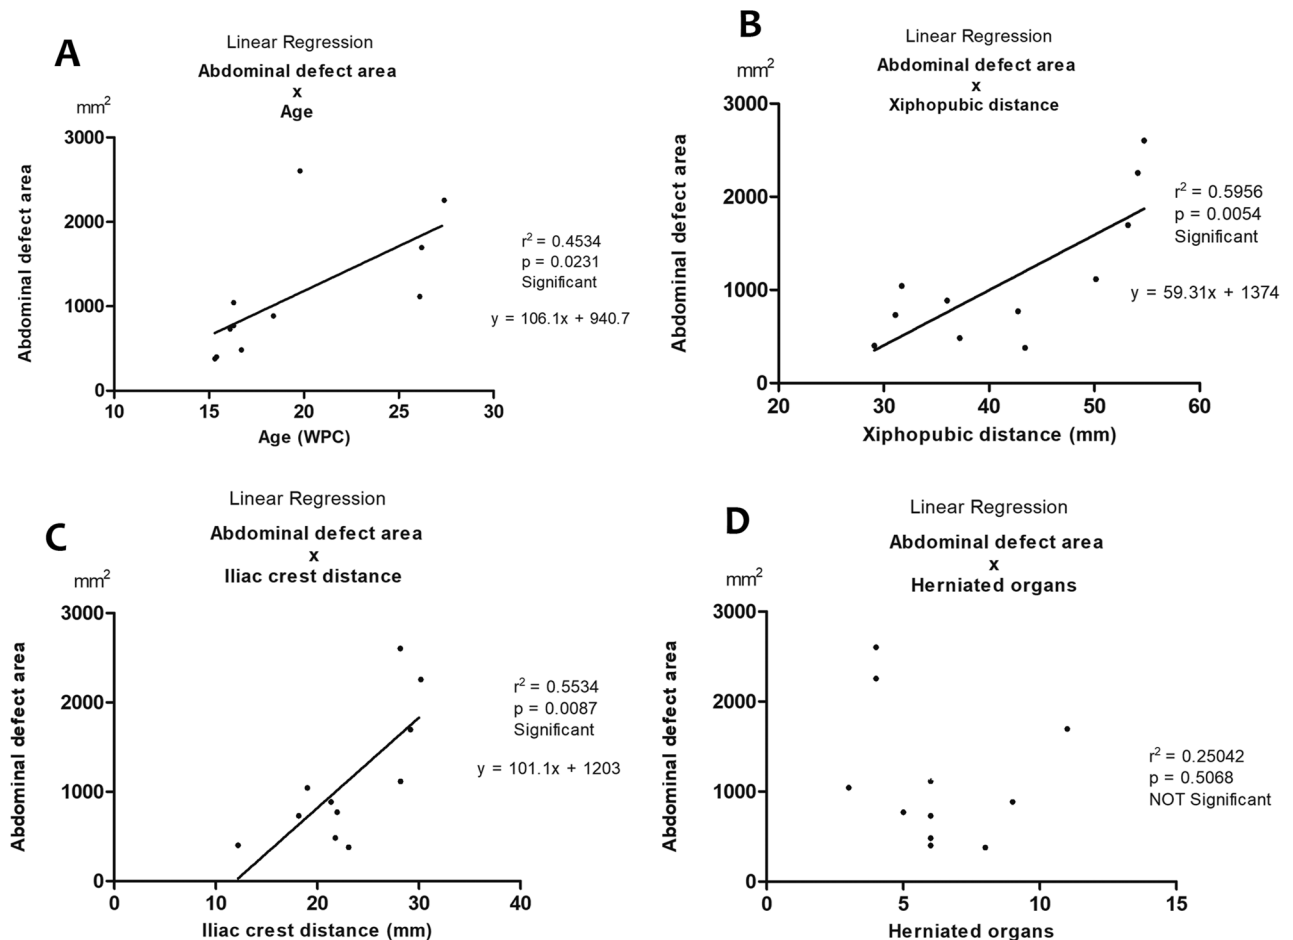 A
Linear Regression
Abdominal defect area
x
Age
mm²
3000
2000
1000
0
10
15
20
25
30
Abdominal defect area
Age (WPC)
r² = 0.4534
p = 0.0231
Significant
y = 106.1x + 940.7
B
Linear Regression
Abdominal defect area
x
Xiphopubic distance
mm²
3000
2000
1000
0
20
30
40
50
60
Abdominal defect area
Xiphopubic distance (mm)
r² = 0.5956
p = 0.0054
Significant
y = 59.31x + 1374
C
Linear Regression
Abdominal defect area
x
Iliac crest distance
mm²
3000
2000
1000
0
0
10
20
30
40
Abdominal defect area
Iliac crest distance (mm)
r² = 0.5534
p = 0.0087
Significant
y = 101.1x + 1203
D
Linear Regression
Abdominal defect area
x
Herniated organs
mm²
3000
2000
1000
0
0
5
10
15
Abdominal defect area
Herniated organs
r² = 0.25042
p = 0.5068
NOT Significant